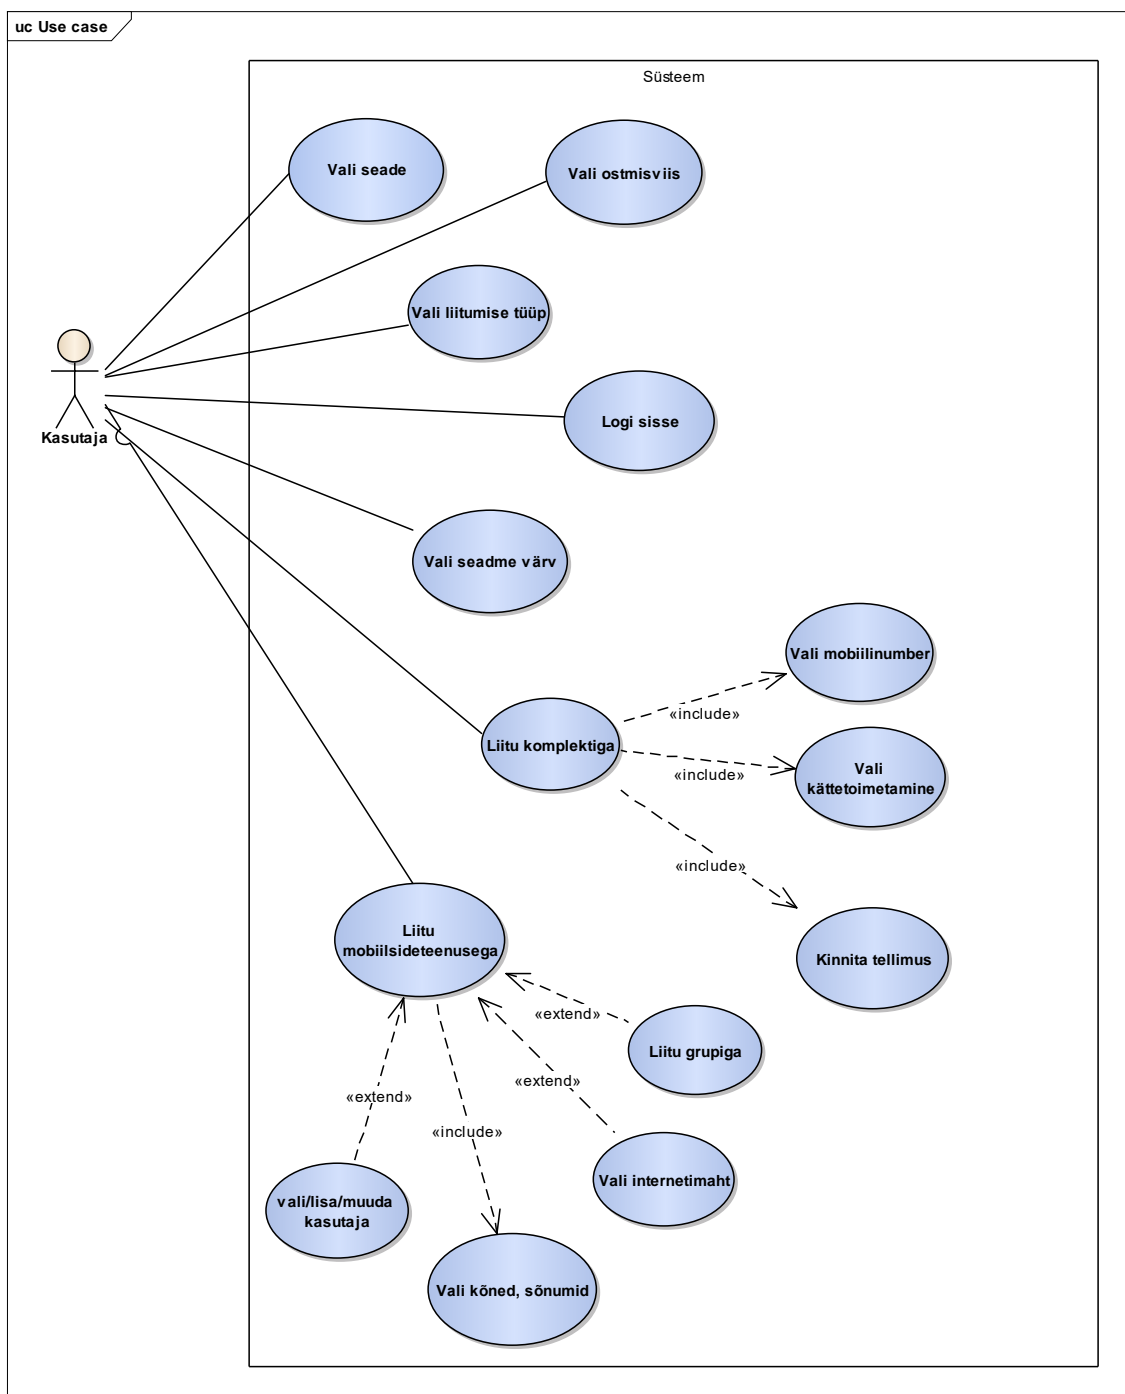 uc Use case
Süsteem
Vali seade
Vali ostmisviis
Vali liitumise tüüp
Logi sisse
Kasutaja
Vali seadme värv
Vali mobiilinumber
«include»
Liitu komplektiga
Vali
kättetoimetamine
«include»
«include»
Liitu
mobiilsideteenusega
Kinnita tellimus
«extend»
Liitu grupiga
«extend»
«extend»
«include»
Vali internetimaht
vali/lisa/muuda
kasutaja
Vali kõned, sõnumid